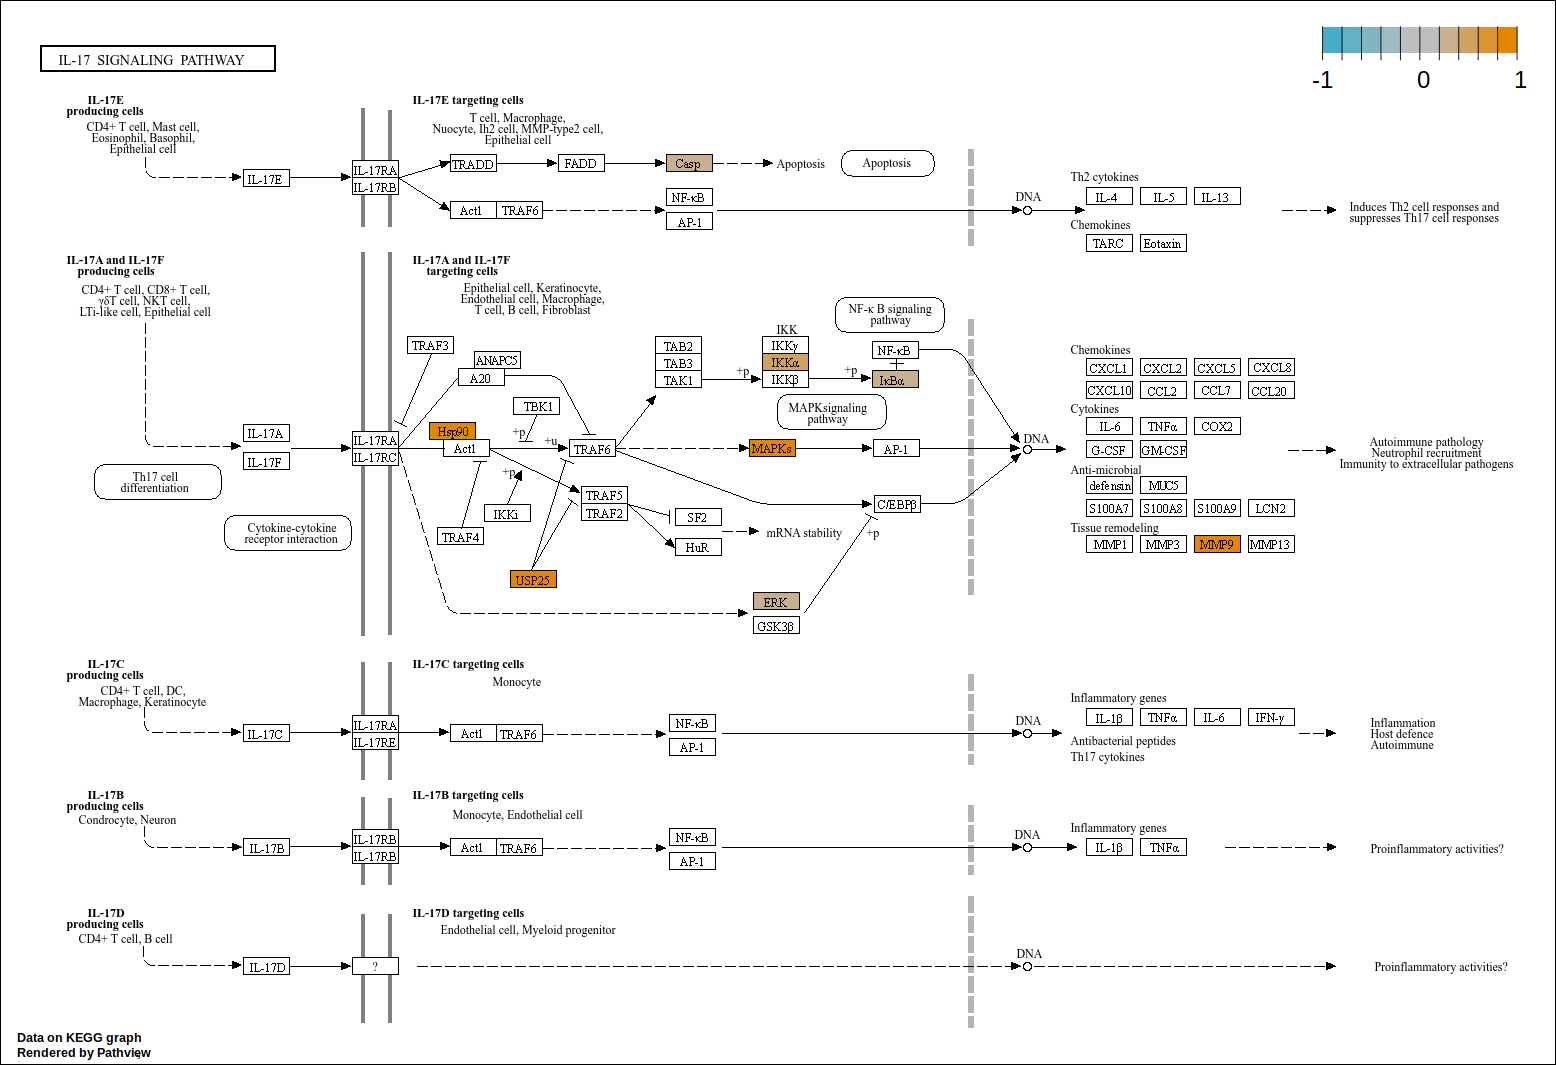 IL-17 SIGNALING PATHWAY
-1 0 1
IL-17E
producing cells
CD4+ T cell, Mast cell,
Eosinophil, Basophil,
Epithelial cell
IL-17E
IL-17RA
IL-17RB
IL-17E targeting cells
T cell, Macrophage,
Nuocyte, Ih2 cell, MMP-type2 cell,
Epithelial cell
TRADD
FADD
Casp
Apoptosis
Apoptosis
Act1
TRAF6
NF-κB
AP-1
DNA
Th2 cytokines
IL-4
IL-5
IL-13
Chemokines
TARC
Eotaxin
Induces Th2 cell responses and
suppresses Th17 cell responses
IL-17A and IL-17F
producing cells
CD4+ T cell, CD8+ T cell,
γδT cell, NKT cell,
LTi-like cell, Epithelial cell
IL-17A
IL-17F
Th17 cell
differentiation
Cytokine-cytokine
receptor interaction
IL-17RA
IL-17RC
IL-17A and IL-17F
targeting cells
Epithelial cell, Keratinocyte,
Endothelial cell, Macrophage,
T cell, B cell, Fibroblast
TRAF3
ANAPC5
A20
TBK1
Hsp90
Act1
+p
+u
+p
TRAF6
IKKi
TRAF4
USP25
TRAF5
TRAF2
SF2
HuR
mRNA stability
TAB2
TAB3
TAK1
+p
IKK
IKKγ
IKKα
IKKβ
+p
NF-κB
IκBα
NF-κ B signaling
pathway
MAPKsignaling
pathway
MAPKs
AP-1
C/EBPβ
+p
ERK
GSK3β
DNA
Chemokines
CXCL1
CXCL2
CXCL5
CXCL8
CXCL10
CCL2
CCL7
CCL20
Cytokines
IL-6
TNFα
COX2
G-CSF
GM-CSF
Anti-microbial
defensin
MUC5
S100A7
S100A8
S100A9
LCN2
Tissue remodeling
MMP1
MMP3
MMP9
MMP13
Autoimmune pathology
Neutrophil recruitment
Immunity to extracellular pathogens
IL-17C
producing cells
CD4+ T cell, DC,
Macrophage, Keratinocyte
IL-17C
IL-17RA
IL-17RE
IL-17C targeting cells
Monocyte
Act1
TRAF6
NF-κB
AP-1
DNA
Inflammatory genes
IL-1β
TNFα
IL-6
IFN-γ
Antibacterial peptides
Th17 cytokines
Inflammation
Host defence
Autoimmune
IL-17B
producing cells
Condrocyte, Neuron
IL-17B
IL-17RB
IL-17RB
IL-17B targeting cells
Monocyte, Endothelial cell
Act1
TRAF6
NF-κB
AP-1
DNA
Inflammatory genes
IL-1β
TNFα
Proinflammatory activities?
IL-17D
producing cells
CD4+ T cell, B cell
IL-17D
?
IL-17D targeting cells
Endothelial cell, Myeloid progenitor
DNA
Proinflammatory activities?
Data on KEGG graph
Rendered by Pathview